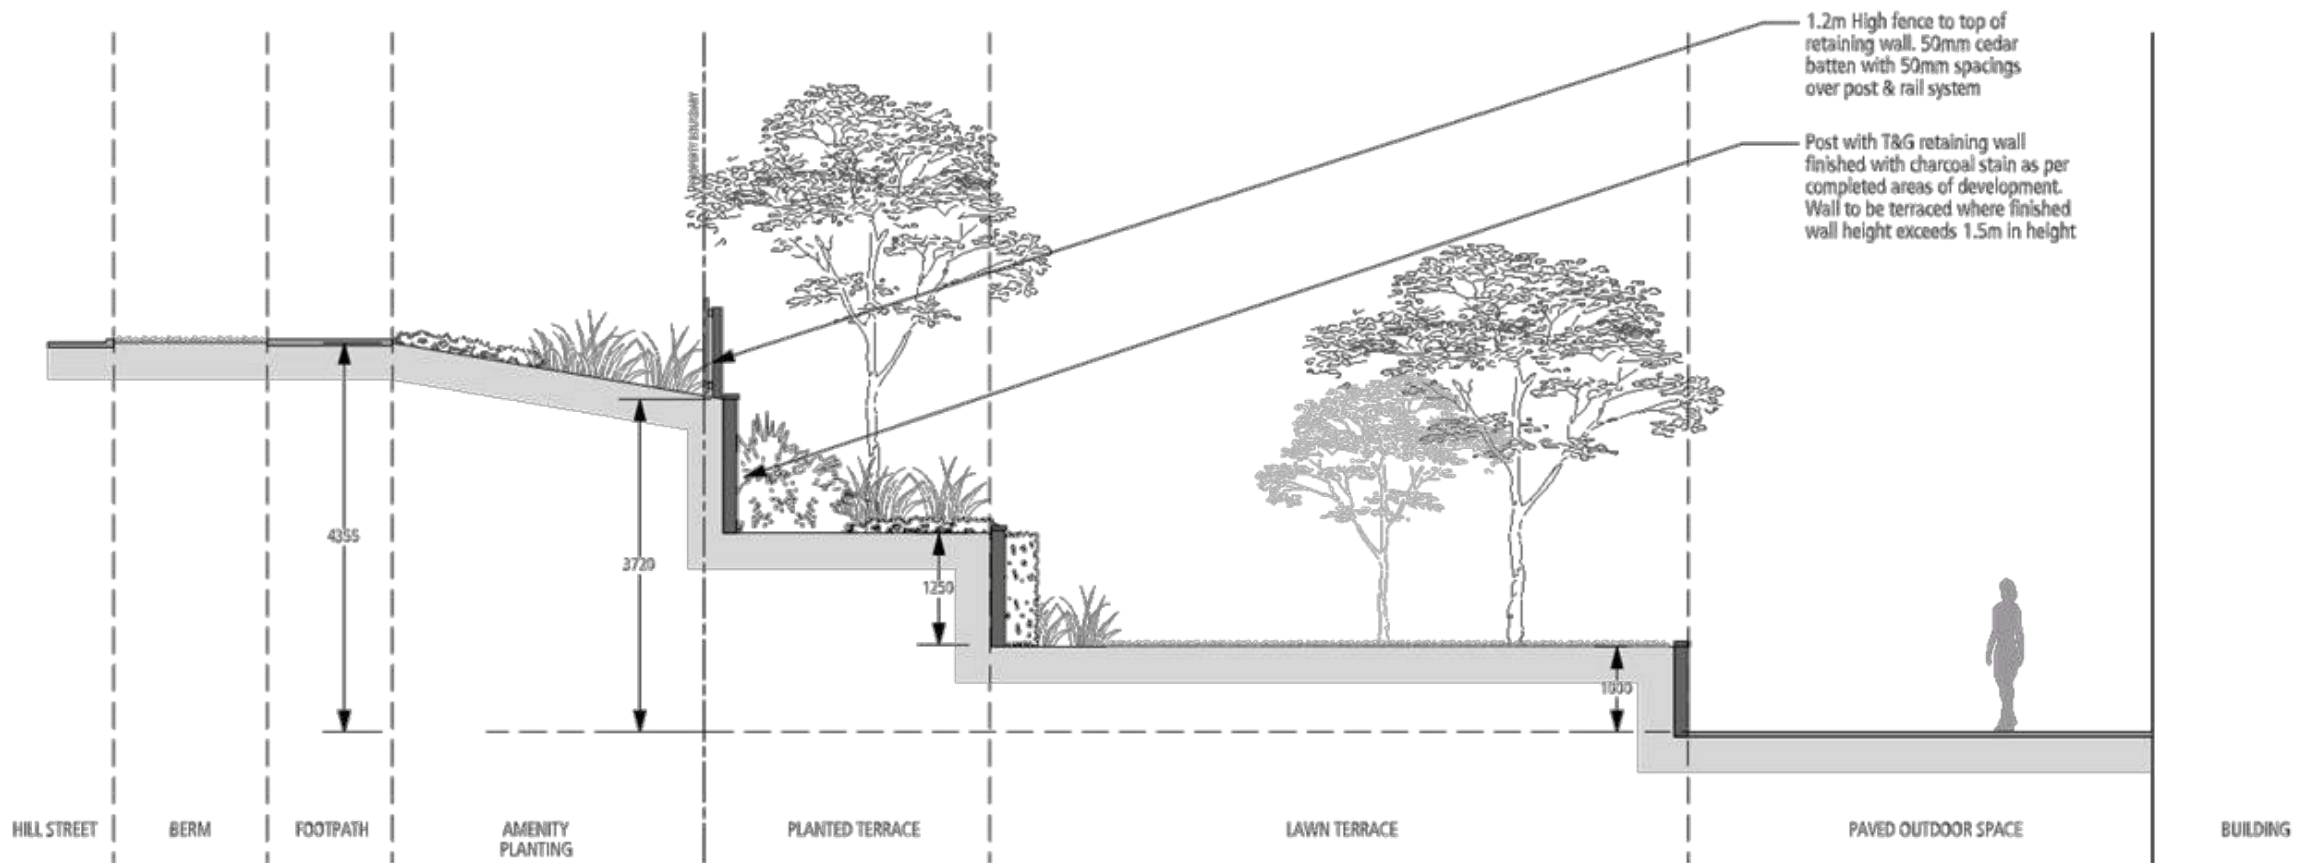 1.2m High fence to top of
retaining wall. 50mm cedar
batten with 50mm spacings
over post & rail system
Post with T&G retaining wall
finished with charcoal stain as per
completed areas of development.
Wall to be terraced where finished
wall height exceeds 1.5m in height
PROPERTY BOUNDARY
4355
3720
1250
1000
HILL STREET
BERM
FOOTPATH
AMENITY
PLANTING
PLANTED TERRACE
LAWN TERRACE
PAVED OUTDOOR SPACE
BUILDING